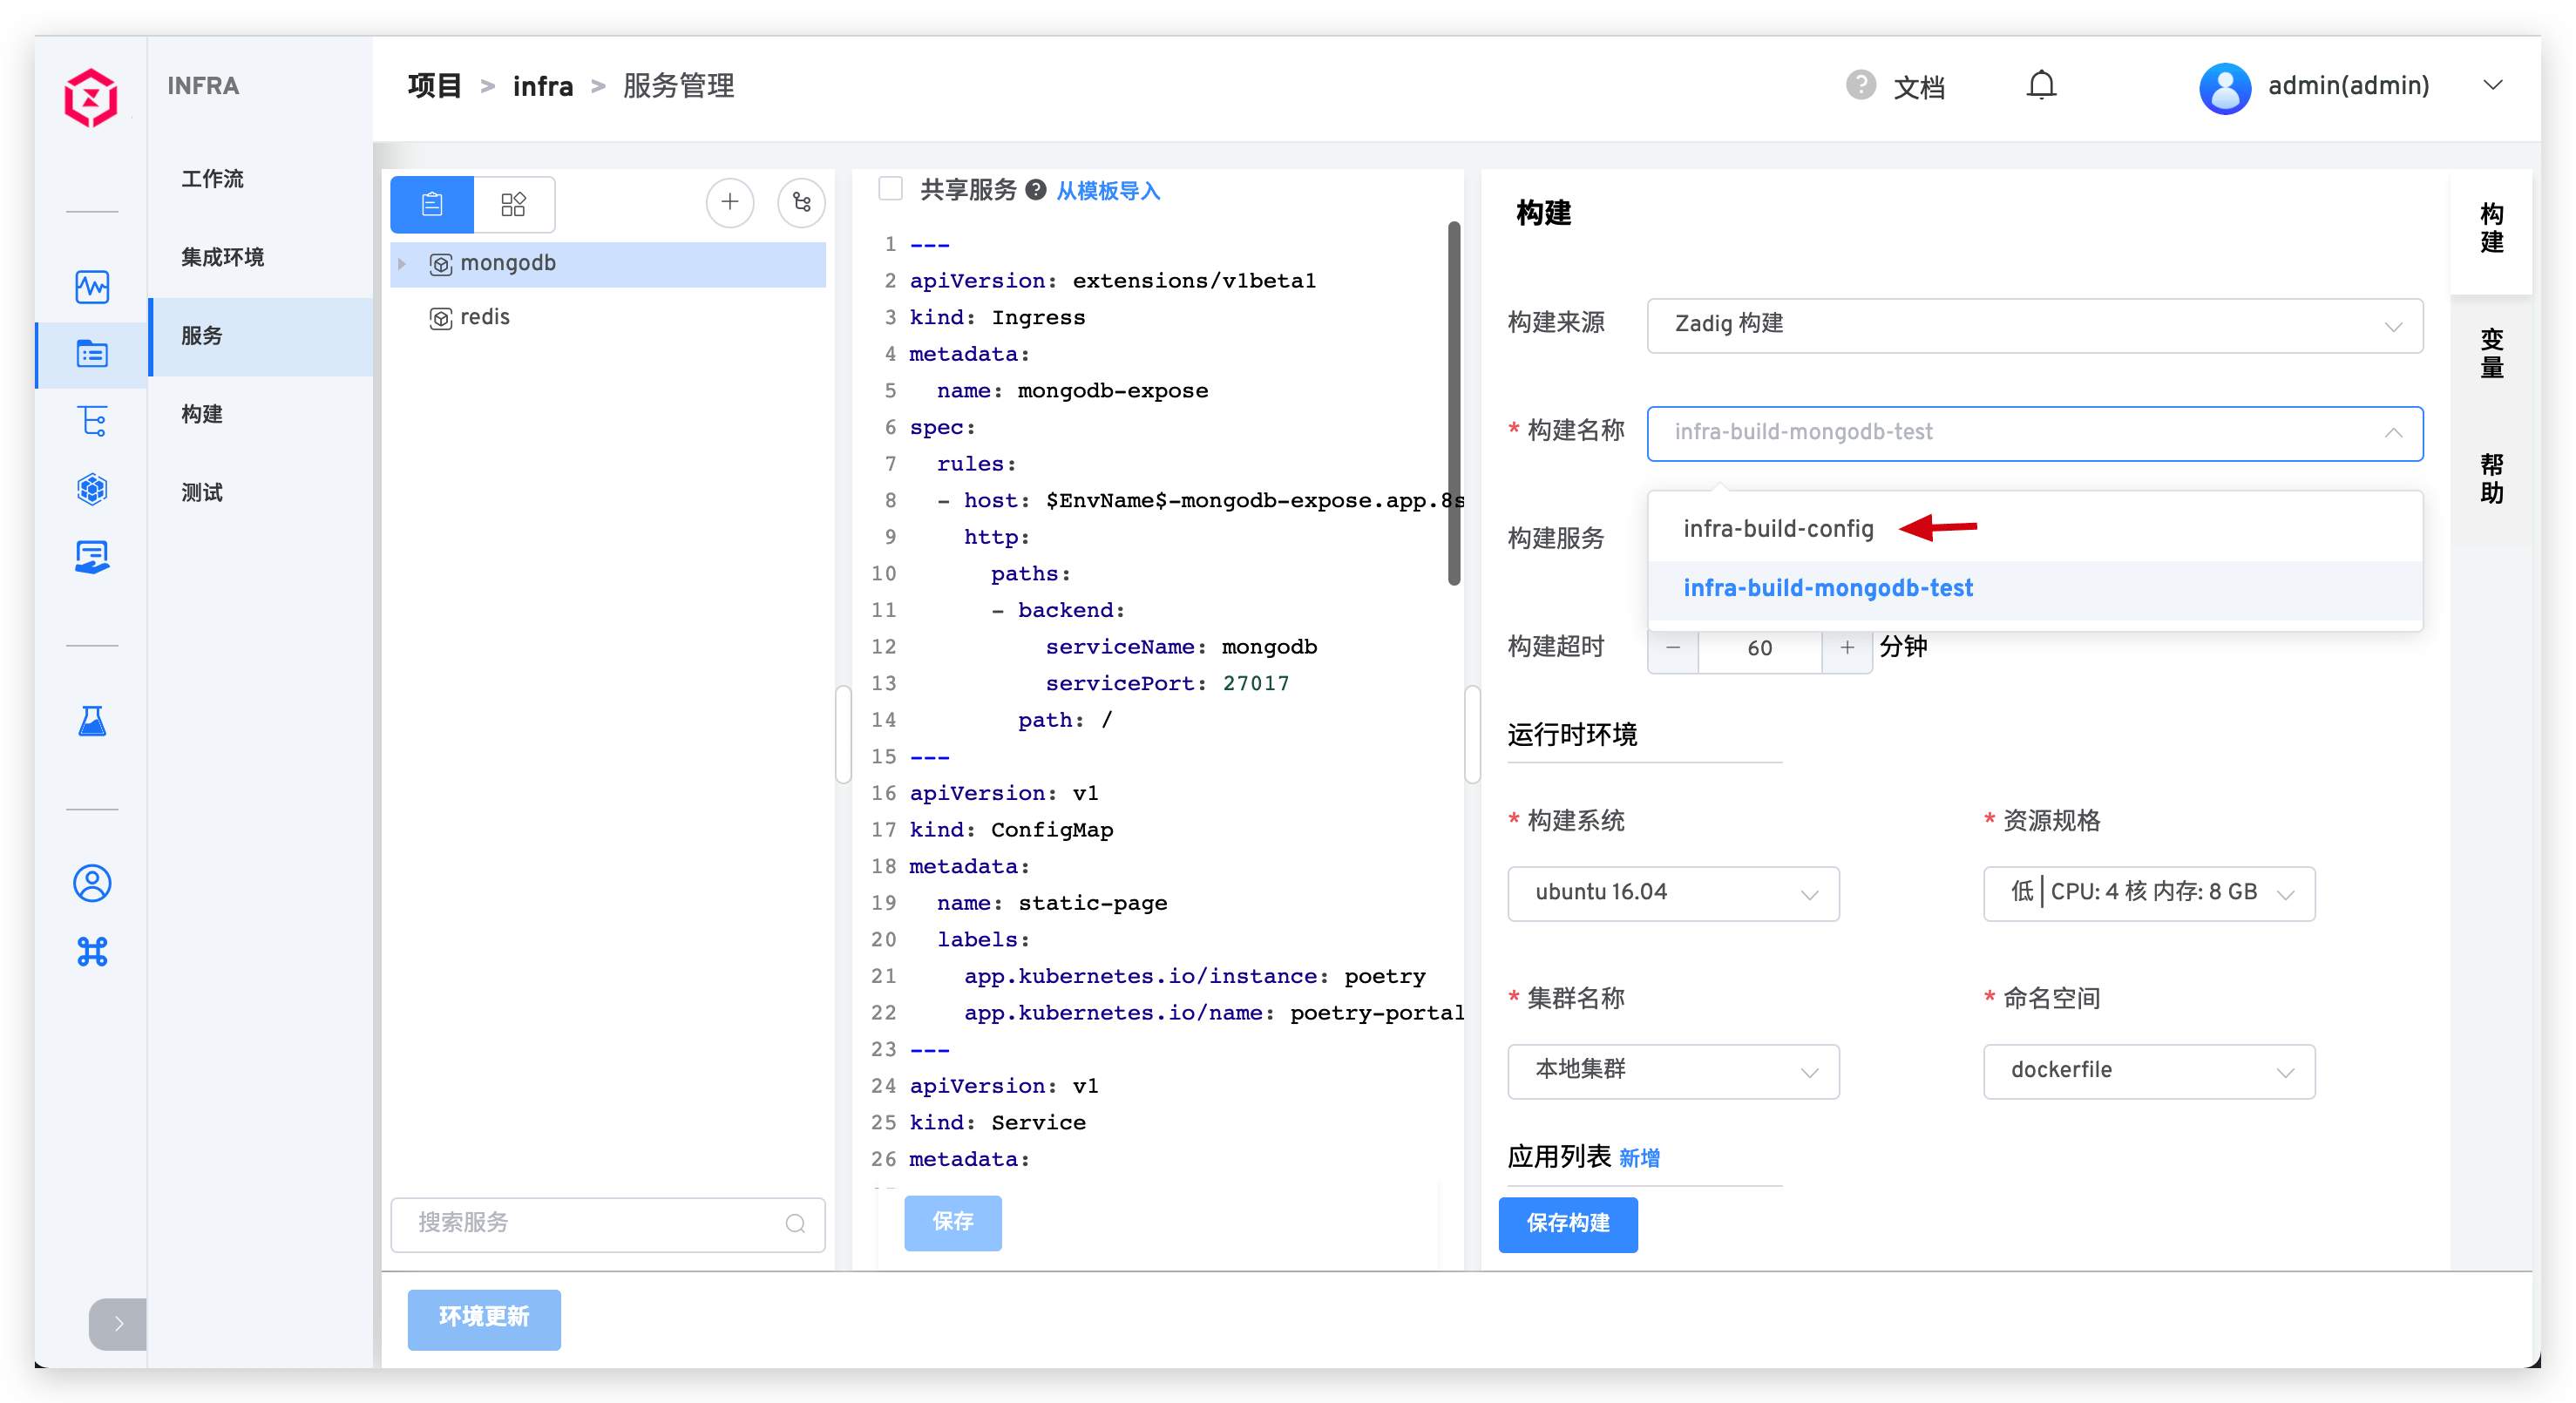 INFRA
工作流
集成环境
服务
构建
测试
项目 > infra > 服务管理
? 文档
admin(admin)
mongodb
redis
搜索服务
共享服务 ? 从模板导入
1 ---
2 apiVersion: extensions/v1beta1
3 kind: Ingress
4 metadata:
5 name: mongodb-expose
6 spec:
7 rules:
8 - host: $EnvName$-mongodb-expose.app.8s
9 http:
10 paths:
11 - backend:
12 serviceName: mongodb
13 servicePort: 27017
14 path: /
15 ---
16 apiVersion: v1
17 kind: ConfigMap
18 metadata:
19 name: static-page
20 labels:
21 app.kubernetes.io/instance: poetry
22 app.kubernetes.io/name: poetry-portal
23 ---
24 apiVersion: v1
25 kind: Service
26 metadata:
保存
构建
构建来源 Zadig 构建
* 构建名称 infra-build-mongodb-test
infra-build-config
infra-build-mongodb-test
构建服务
构建超时 - 60 + 分钟
运行时环境
* 构建系统
* 资源规格
ubuntu 16.04
低 | CPU: 4 核 内存: 8 GB
* 集群名称
* 命名空间
本地集群
dockerfile
应用列表 新增
保存构建
构建
变量
帮助
环境更新